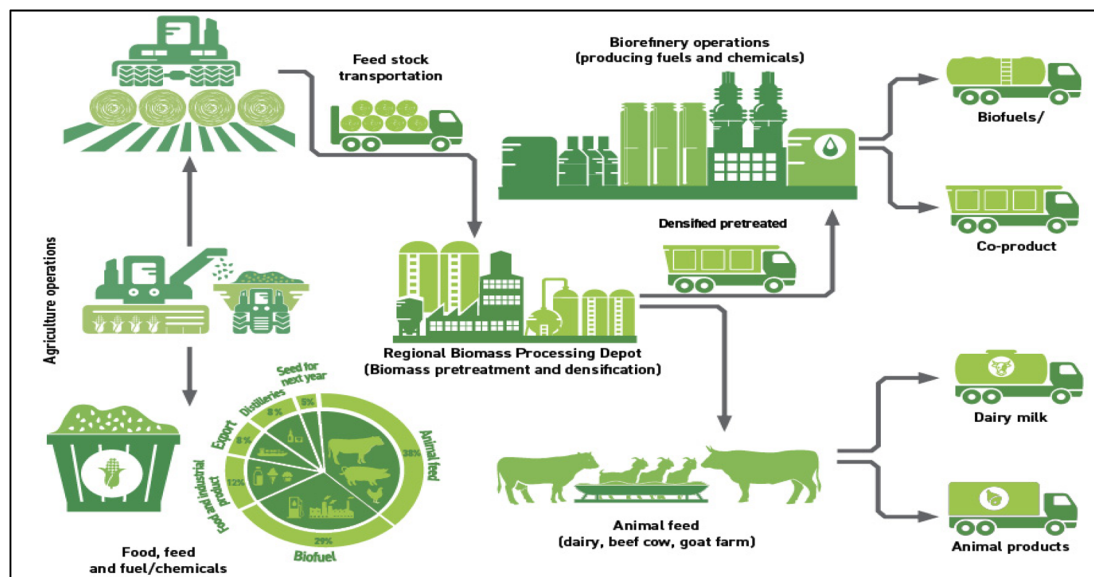 Feed stock
transportation
Biorefinery operations
(producing fuels and chemicals)
Biofuels/
Co-product
Densified pretreated
Agriculture operations
Regional Biomass Processing Depot
(Biomass pretreatment and densification)
Dairy milk
Animal feed
(dairy, beef cow, goat farm)
Animal products
Food, feed
and fuel/chemicals
Seed for
next year
Distilleries
8%
Export
Food and industrial
product
12%
Biofuel
29%
Animal feed
38%